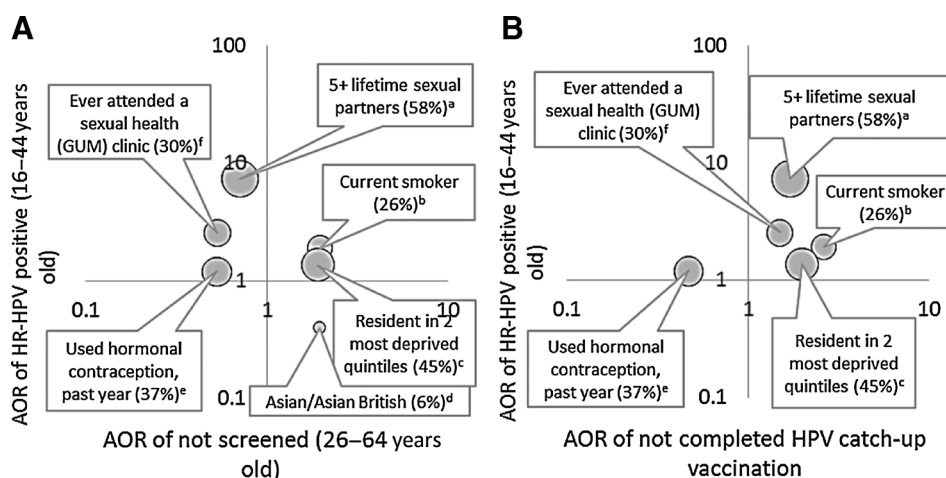 A
AOR of HR-HPV positive (16–44 years
old)
100
10
1
0.1
0.1
1
10
Ever attended a
sexual health
(GUM) clinic (30%)f
5+ lifetime sexual
partners (58%)a
Current smoker
(26%)b
Used hormonal
contraception,
past year (37%)e
Resident in 2
most deprived
quintiles (45%)c
Asian/Asian British (6%)d
AOR of not screened (26–64 years
old)
B
AOR of HR-HPV positive (16–44 years
old)
100
10
1
0.1
0.1
1
10
Ever attended a
sexual health (GUM)
clinic (30%)f
5+ lifetime sexual
partners (58%)a
Current smoker
(26%)b
Used hormonal
contraception,
past year (37%)e
Resident in 2
most deprived
quintiles (45%)c
AOR of not completed HPV catch-up
vaccination